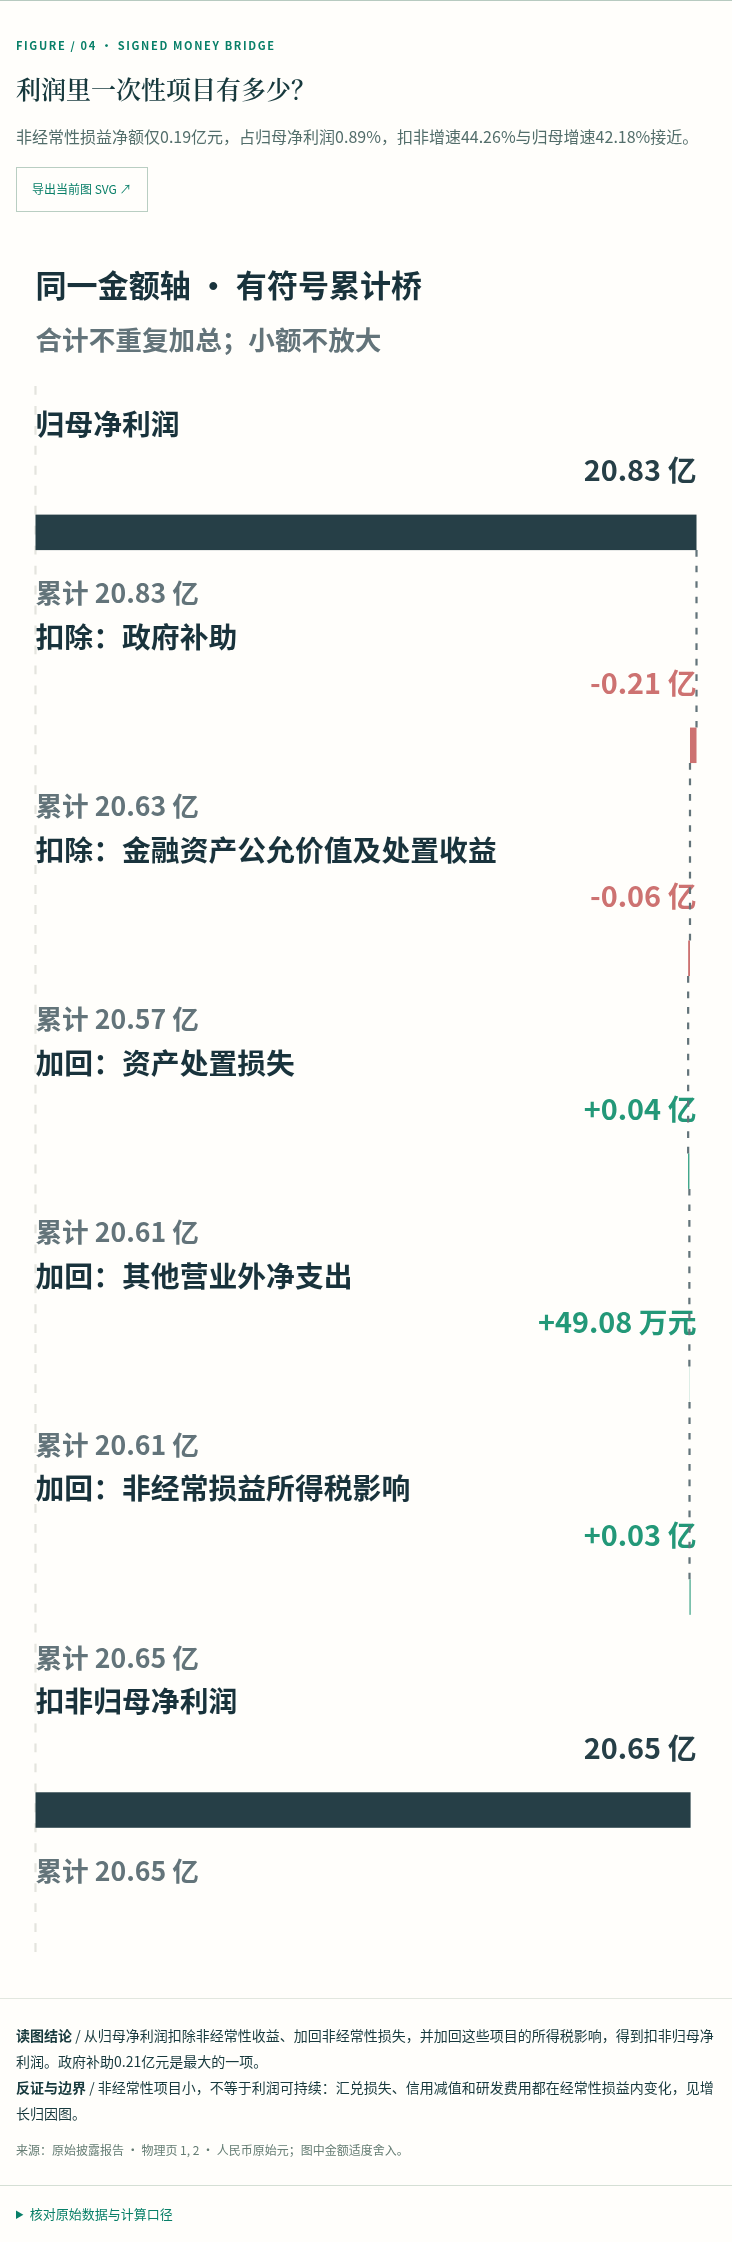 FIGURE / 04 · SIGNED MONEY BRIDGE
利润里一次性项目有多少？
非经常性损益净额仅0.19亿元，占归母净利润0.89%，扣非增速44.26%与归母增速42.18%接近。
导出当前图 SVG ↗
同一金额轴 · 有符号累计桥
合计不重复加总；小额不放大
归母净利润
20.83 亿
累计 20.83 亿
扣除：政府补助
-0.21 亿
累计 20.63 亿
扣除：金融资产公允价值及处置收益
-0.06 亿
累计 20.57 亿
加回：资产处置损失
+0.04 亿
累计 20.61 亿
加回：其他营业外净支出
+49.08 万元
累计 20.61 亿
加回：非经常损益所得税影响
+0.03 亿
累计 20.65 亿
扣非归母净利润
20.65 亿
累计 20.65 亿
读图结论 / 从归母净利润扣除非经常性收益、加回非经常性损失，并加回这些项目的所得税影响，得到扣非归母净
利润。政府补助0.21亿元是最大的一项。
反证与边界 / 非经常性项目小，不等于利润可持续：汇兑损失、信用减值和研发费用都在经常性损益内变化，见增
长归因图。
来源：原始披露报告 · 物理页 1, 2 · 人民币原始元；图中金额适度舍入。
▶ 核对原始数据与计算口径